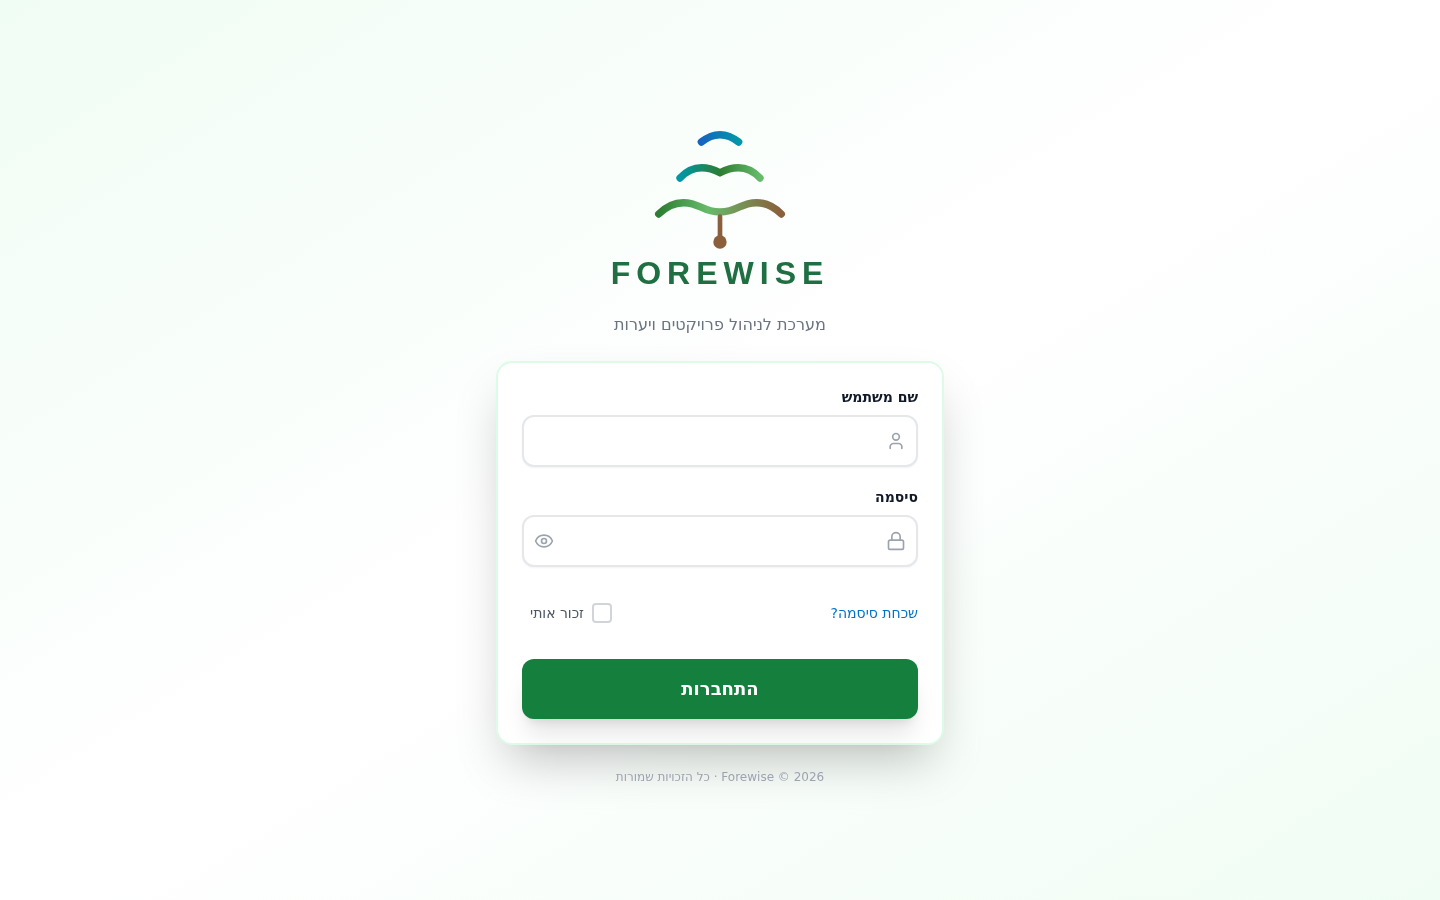 FOREWISE
מערכת לניהול פרויקטים ויערות
שם משתמש
סיסמה
שכחת סיסמה?
זכור אותי
התחברות
כל הזכויות שמורות · Forewise © 2026